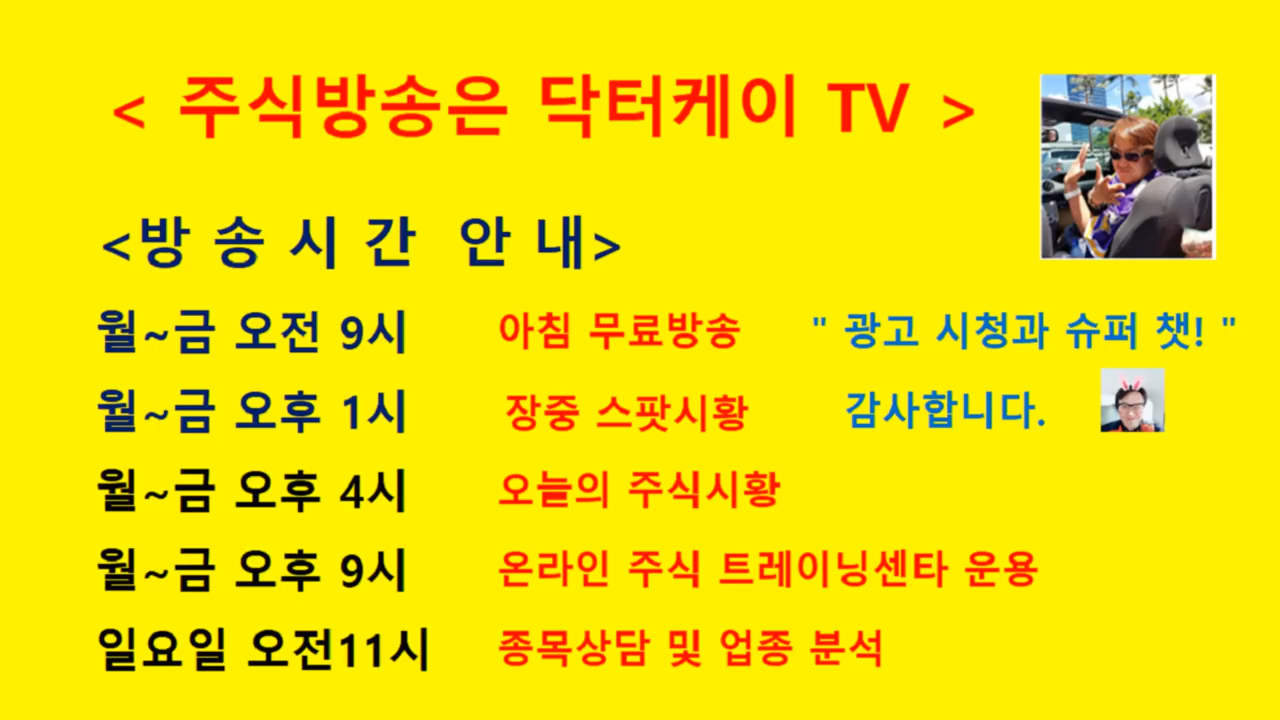 < 주식방송은 닥터케이 TV >
<방 송 시 간 안 내>
월~금 오전 9시 아침 무료방송 " 광고 시청과 슈퍼 챗! "
월~금 오후 1시 장중 스팟시황 감사합니다.
월~금 오후 4시 오늘의 주식시황
월~금 오후 9시 온라인 주식 트레이닝센타 운용
일요일 오전11시 종목상담 및 업종 분석